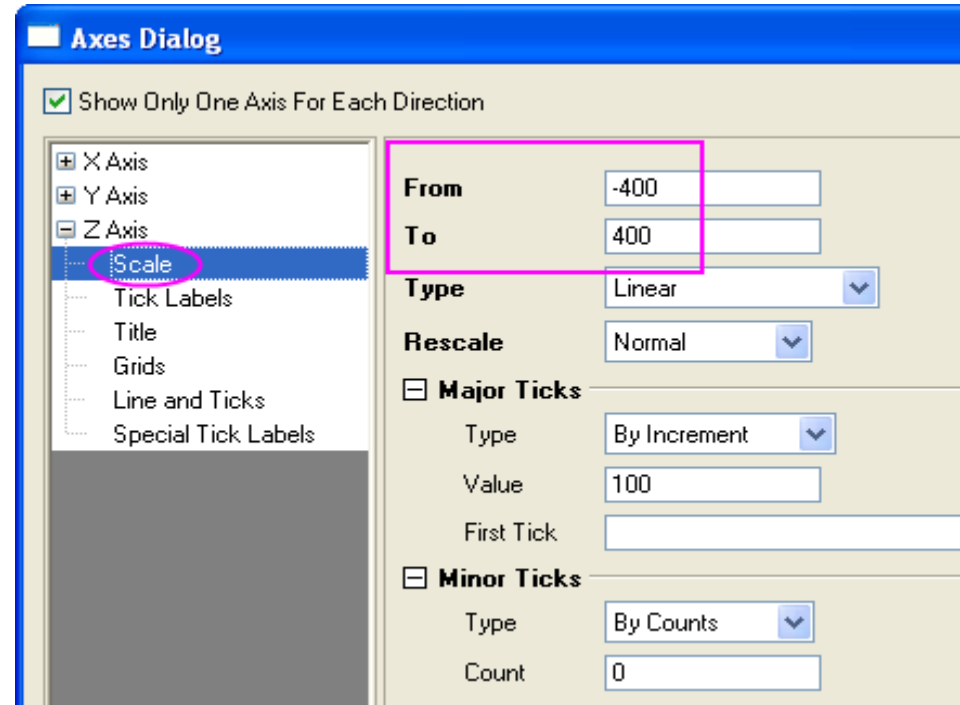 Axes Dialog
Show Only One Axis For Each Direction
X Axis
Y Axis
Z Axis
Scale
Tick Labels
Title
Grids
Line and Ticks
Special Tick Labels
From -400
To 400
Type Linear
Rescale Normal
Major Ticks
Type By Increment
Value 100
First Tick
Minor Ticks
Type By Counts
Count 0